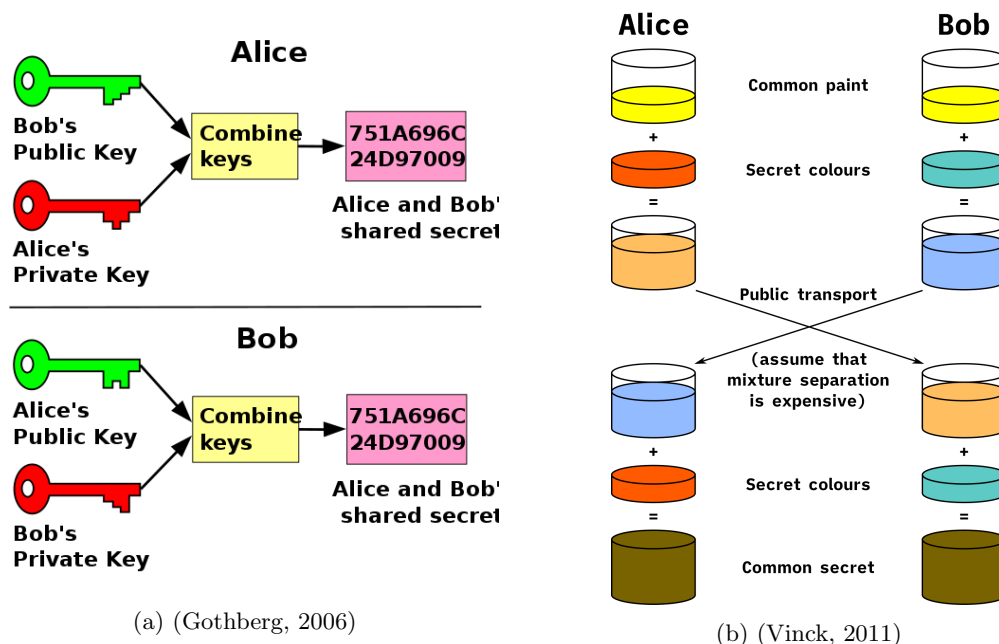 Alice
Bob's
Public Key
Combine
keys
751A696C
24D97009
Alice and Bob'
shared secret
Alice's
Private Key
Bob
Alice's
Public Key
Combine
keys
751A696C
24D97009
Alice and Bob'
shared secret
Bob's
Private Key
(a) (Gothberg, 2006)
Alice
Bob
Common paint
+
+
Secret colours
=
=
Public transport
(assume that
mixture separation
is expensive)
+
+
Secret colours
=
=
Common secret
(b) (Vinck, 2011)